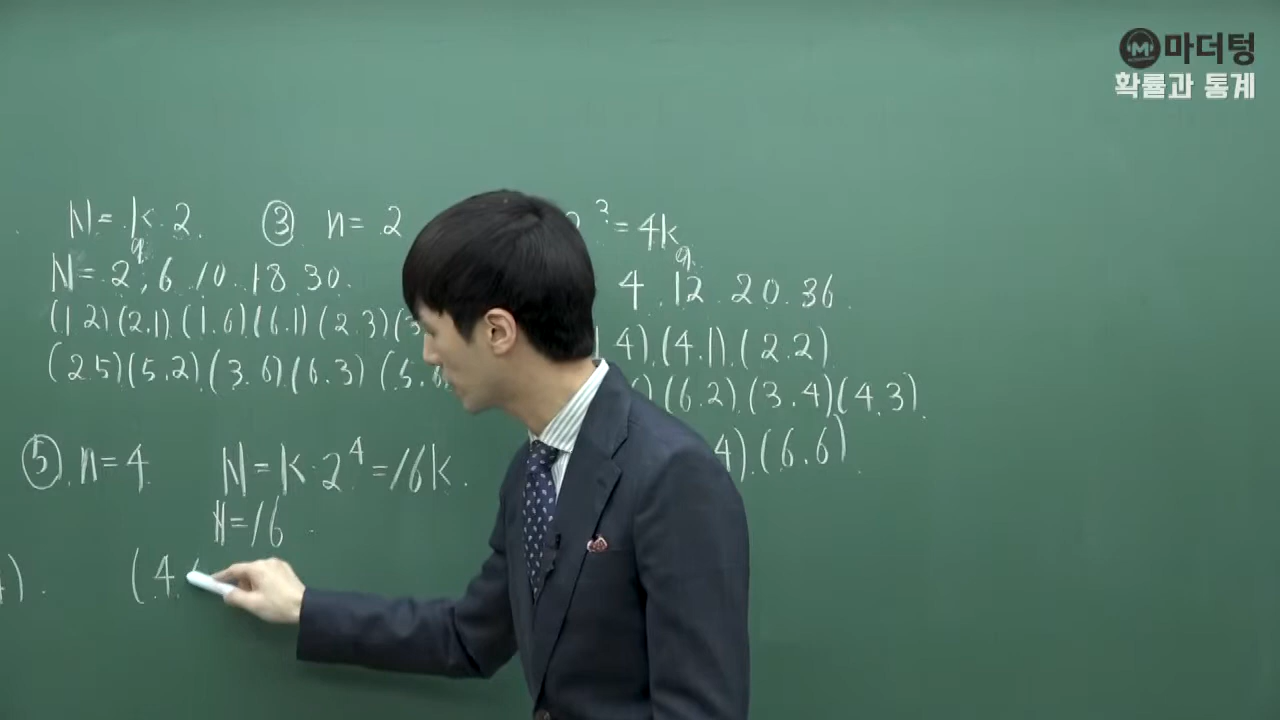 마더텅
확률과 통계
N = k · 2
③ n = 2
² = 4k
N = 2, 6, 10, 18, 30.
4, 12, 20, 36
(1.2)(2.1), (1.6)(6.1)(2.3)(3
4), (4.1), (2.2)
(2.5)(5.2), (3.6)(6.3) (5.6
), (6.2), (3.4)(4.3).
4), (6.6).
⑤ n = 4 N = k · 2⁴ = 16k.
N = 16
). (4.